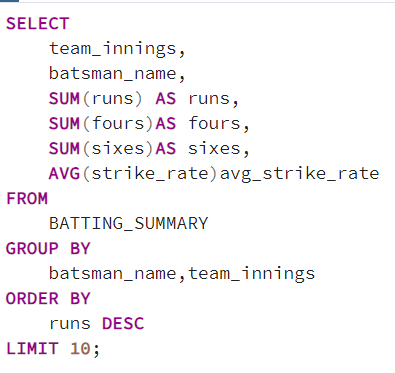 SELECT
    team_innings,
    batsman_name,
    SUM(runs) AS runs,
    SUM(fours)AS fours,
    SUM(sixes)AS sixes,
    AVG(strike_rate)avg_strike_rate
FROM
    BATTING_SUMMARY
GROUP BY
    batsman_name,team_innings
ORDER BY
    runs DESC
LIMIT 10;